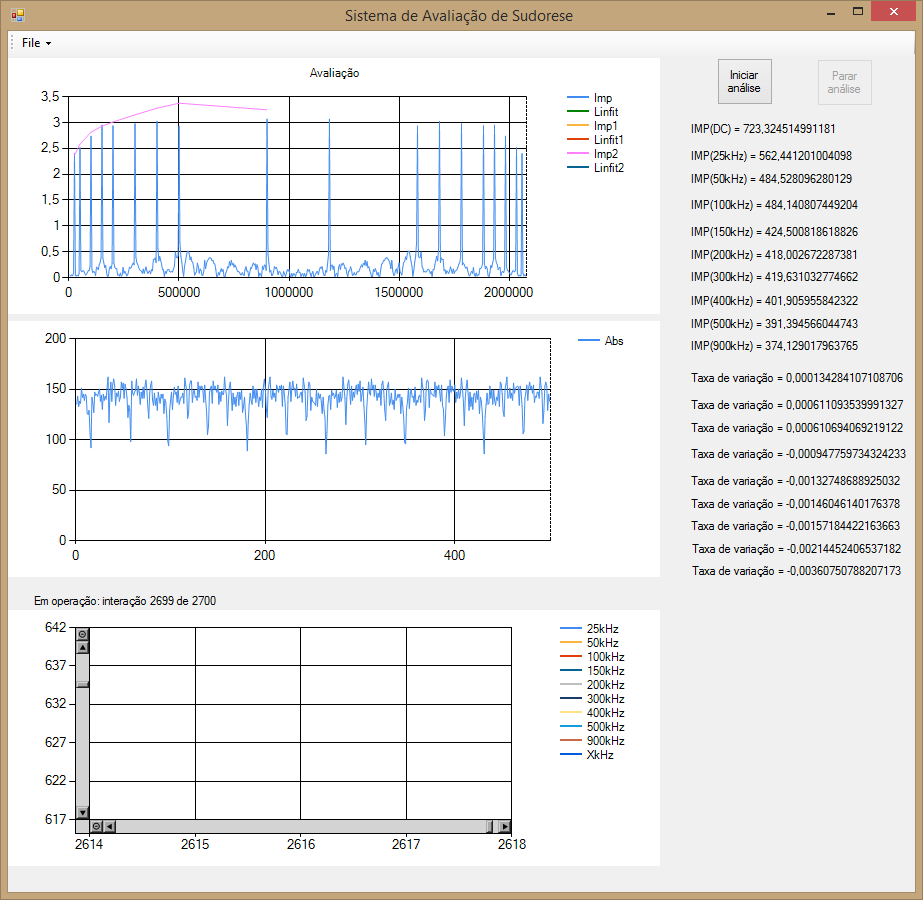 Sistema de Avaliação de Sudorese
File
Avaliação
3,5
3
2,5
2
1,5
1
0,5
0
0
500000
1000000
1500000
2000000
Imp
Linfit
Imp1
Linfit1
Imp2
Linfit2
200
150
100
50
0
0
200
400
Abs
Em operação: interação 2699 de 2700
642
637
632
627
622
617
2614
2615
2616
2617
2618
25kHz
50kHz
100kHz
150kHz
200kHz
300kHz
400kHz
500kHz
900kHz
XkHz
Iniciar
análise
Parar
análise
IMP(DC) = 723,324514991181
IMP(25kHz) = 562,441201004098
IMP(50kHz) = 484,528096280129
IMP(100kHz) = 484,140807449204
IMP(150kHz) = 424,500818618826
IMP(200kHz) = 418,002672287381
IMP(300kHz) = 419,631032774662
IMP(400kHz) = 401,905955842322
IMP(500kHz) = 391,394566044743
IMP(900kHz) = 374,129017963765
Taxa de variação = 0,000134284107108706
Taxa de variação = 0,000611093539991327
Taxa de variação = 0,000610694069219122
Taxa de variação = -0,000947759734324233
Taxa de variação = -0,00132748688925032
Taxa de variação = -0,00146046140176378
Taxa de variação = -0,00157184422163663
Taxa de variação = -0,00214452406537182
Taxa de variação = -0,00360750788207173